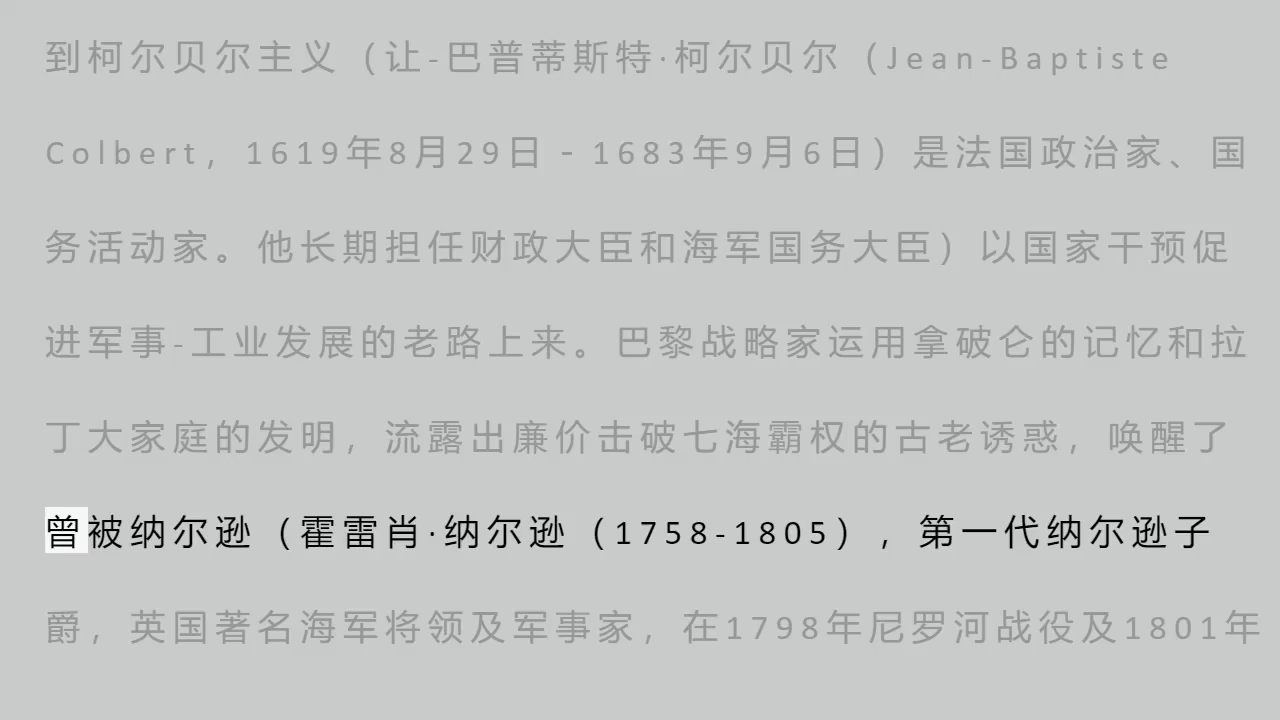 到柯尔贝尔主义（让-巴普蒂斯特·柯尔贝尔（Jean-Baptiste
Colbert，1619年8月29日－1683年9月6日）是法国政治家、国
务活动家。他长期担任财政大臣和海军国务大臣）以国家干预促
进军事-工业发展的老路上来。巴黎战略家运用拿破仑的记忆和拉
丁大家庭的发明，流露出廉价击破七海霸权的古老诱惑，唤醒了
曾被纳尔逊（霍雷肖·纳尔逊（1758-1805），第一代纳尔逊子
爵，英国著名海军将领及军事家，在1798年尼罗河战役及1801年